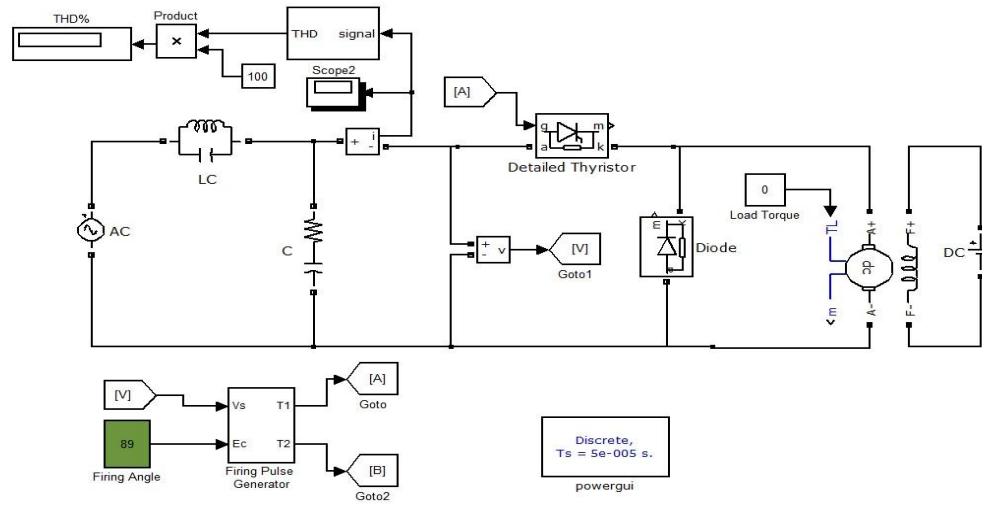 THD%
Product
×
100
THD signal
Scope2
i
+
-
[A]
g m
a k
Detailed Thyristor
LC
AC
C
+
-
v
[V]
Goto1
m
Diode
0
Load Torque
TL
m
A+
dc
A-
F+
F-
DC
+
[V]
89
Firing Angle
Vs T1
Ec T2
Firing Pulse
Generator
[A]
Goto
[B]
Goto2
Discrete,
Ts = 5e-005 s.
powergui